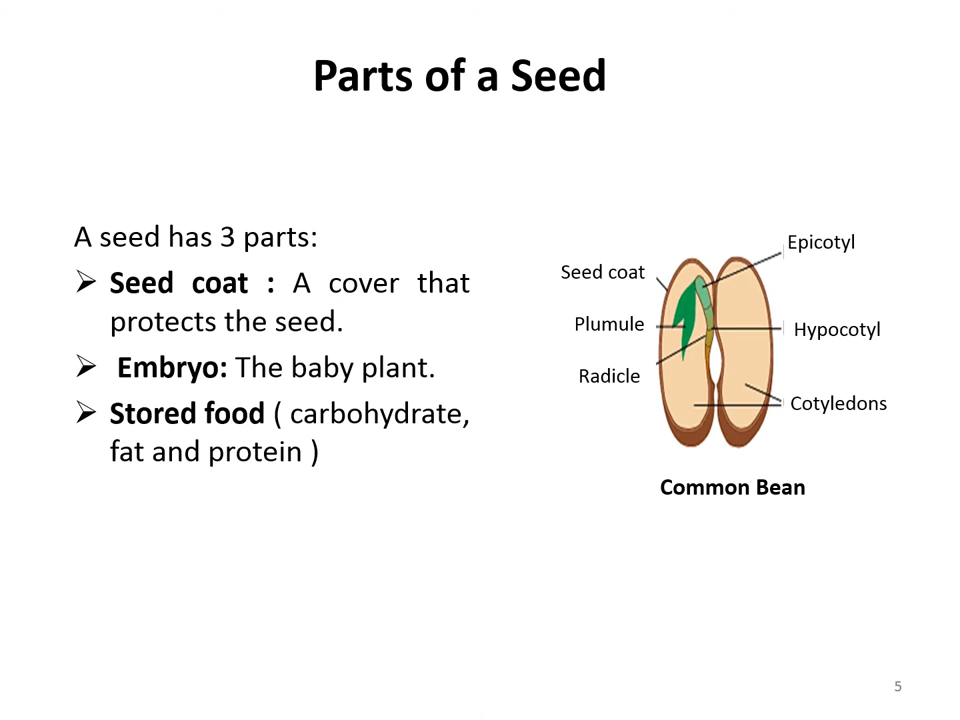 Parts of a Seed
A seed has 3 parts:
➢ Seed coat : A cover that
protects the seed.
➢ Embryo: The baby plant.
➢ Stored food ( carbohydrate,
fat and protein )
Epicotyl
Seed coat
Plumule
Hypocotyl
Radicle
Cotyledons
Common Bean
5